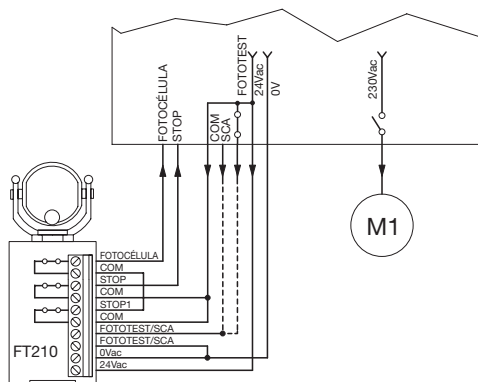 FOTOCÉLULA
STOP
COM
SCA
FOTOTEST
24Vac
0V
230Vac
M1
FOTOCÉLULA
COM
STOP
COM
STOP1
COM
FOTOTEST/SCA
FOTOTEST/SCA
0Vac
24Vac
FT210